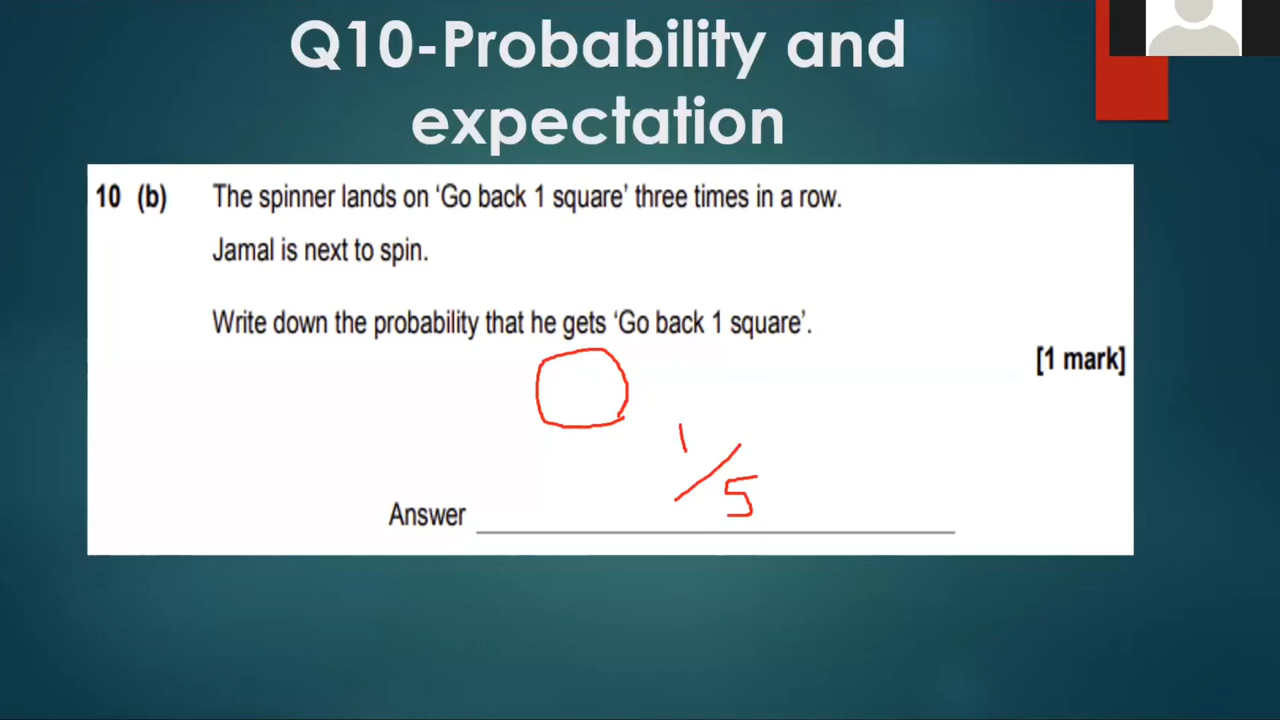 Q10-Probability and
expectation
10 (b) The spinner lands on ‘Go back 1 square’ three times in a row.
Jamal is next to spin.
Write down the probability that he gets ‘Go back 1 square’.
[1 mark]
1/5
Answer